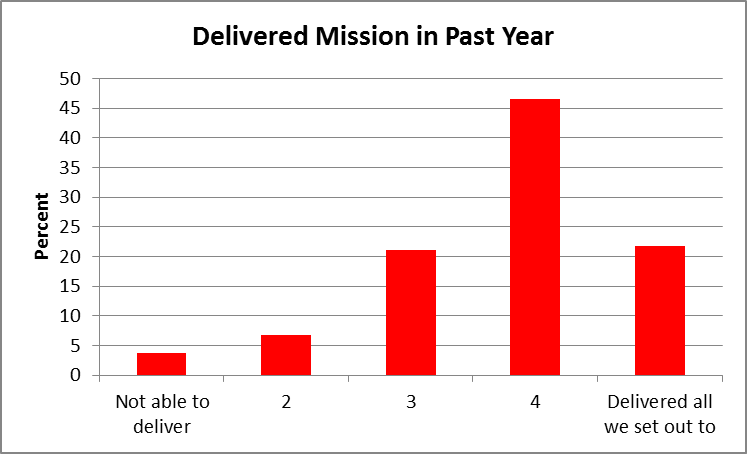 Delivered Mission in Past Year
50
45
40
35
30
25
20
15
10
5
0
Percent
Not able to
deliver
2
3
4
Delivered all
we set out to